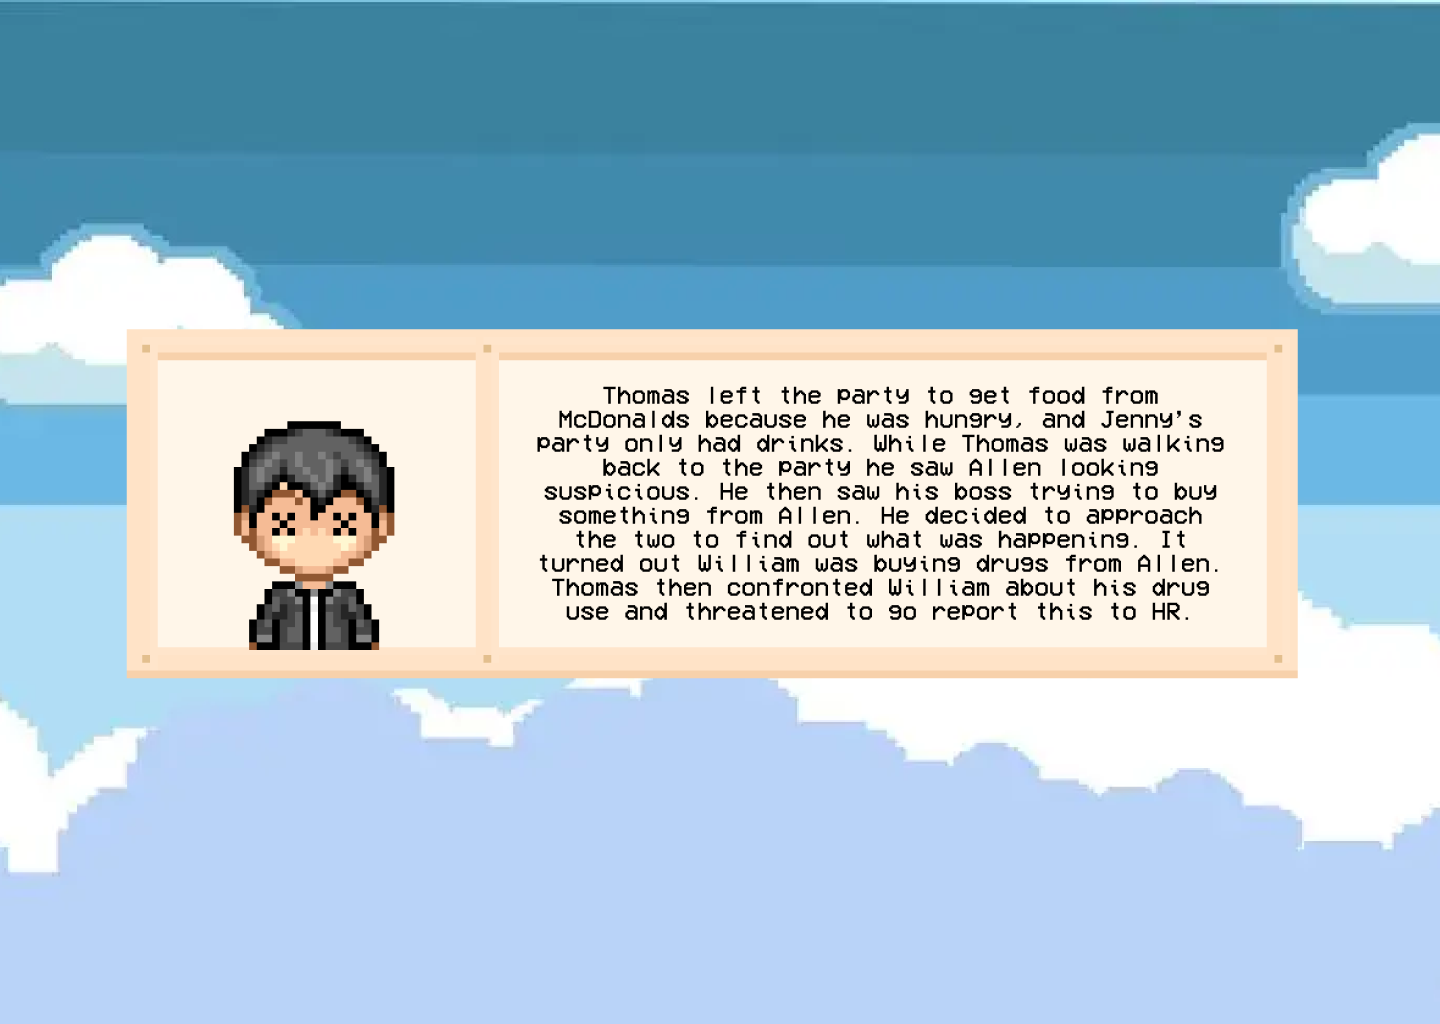 Thomas left the party to get food from
McDonalds because he was hungry, and Jenny's
party only had drinks. While Thomas was walking
back to the party he saw Allen looking
suspicious. He then saw his boss trying to buy
something from Allen. He decided to approach
the two to find out what was happening. It
turned out William was buying drugs from Allen.
Thomas then confronted William about his drug
use and threatened to go report this to HR.